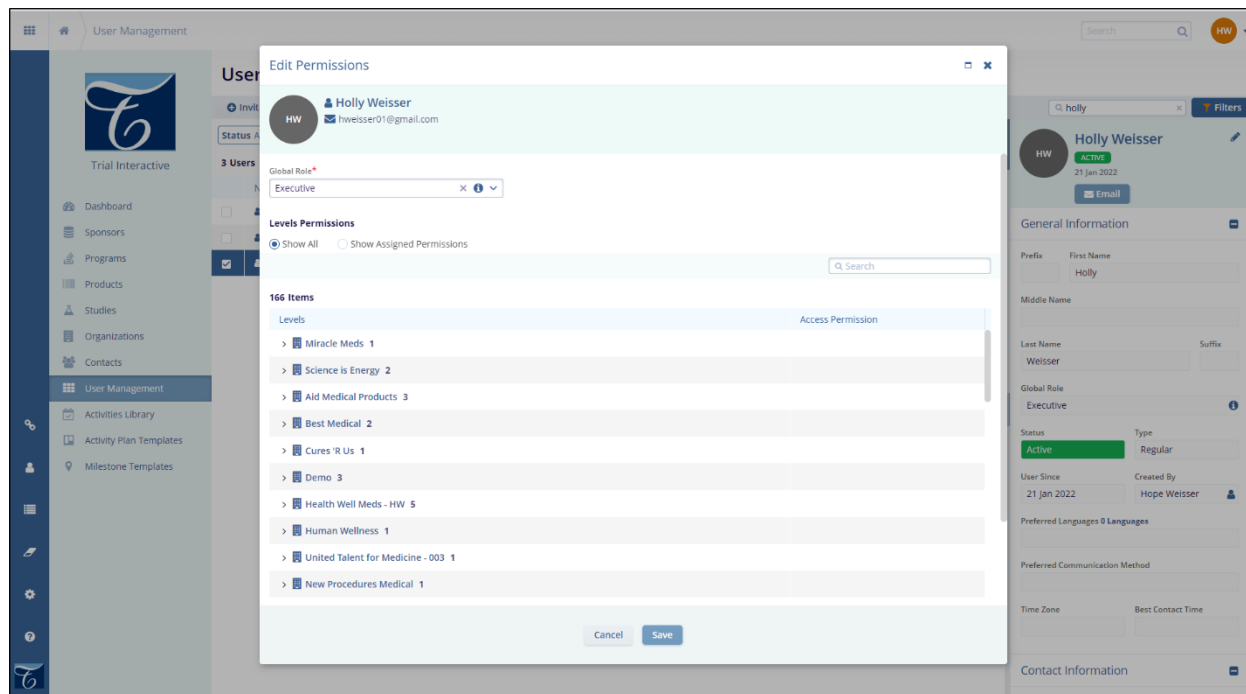 User Management
Search
HW
Trial Interactive
Dashboard
Sponsors
Programs
Products
Studies
Organizations
Contacts
User Management
Activities Library
Activity Plan Templates
Milestone Templates
User
Invit
Status A
3 Users
N
Edit Permissions
HW
Holly Weisser
hweisser01@gmail.com
Global Role*
Executive
Levels Permissions
Show All Show Assigned Permissions
Search
166 Items
Levels Access Permission
Miracle Meds 1
Science is Energy 2
Aid Medical Products 3
Best Medical 2
Cures 'R Us 1
Demo 3
Health Well Meds - HW 5
Human Wellness 1
United Talent for Medicine - 003 1
New Procedures Medical 1
Cancel Save
holly
Filters
HW
Holly Weisser
ACTIVE
21 Jan 2022
Email
General Information
Prefix First Name
Holly
Middle Name
Last Name Suffix
Weisser
Global Role
Executive
Status Type
Active Regular
User Since Created By
21 Jan 2022 Hope Weisser
Preferred Languages 0 Languages
Preferred Communication Method
Time Zone Best Contact Time
Contact Information